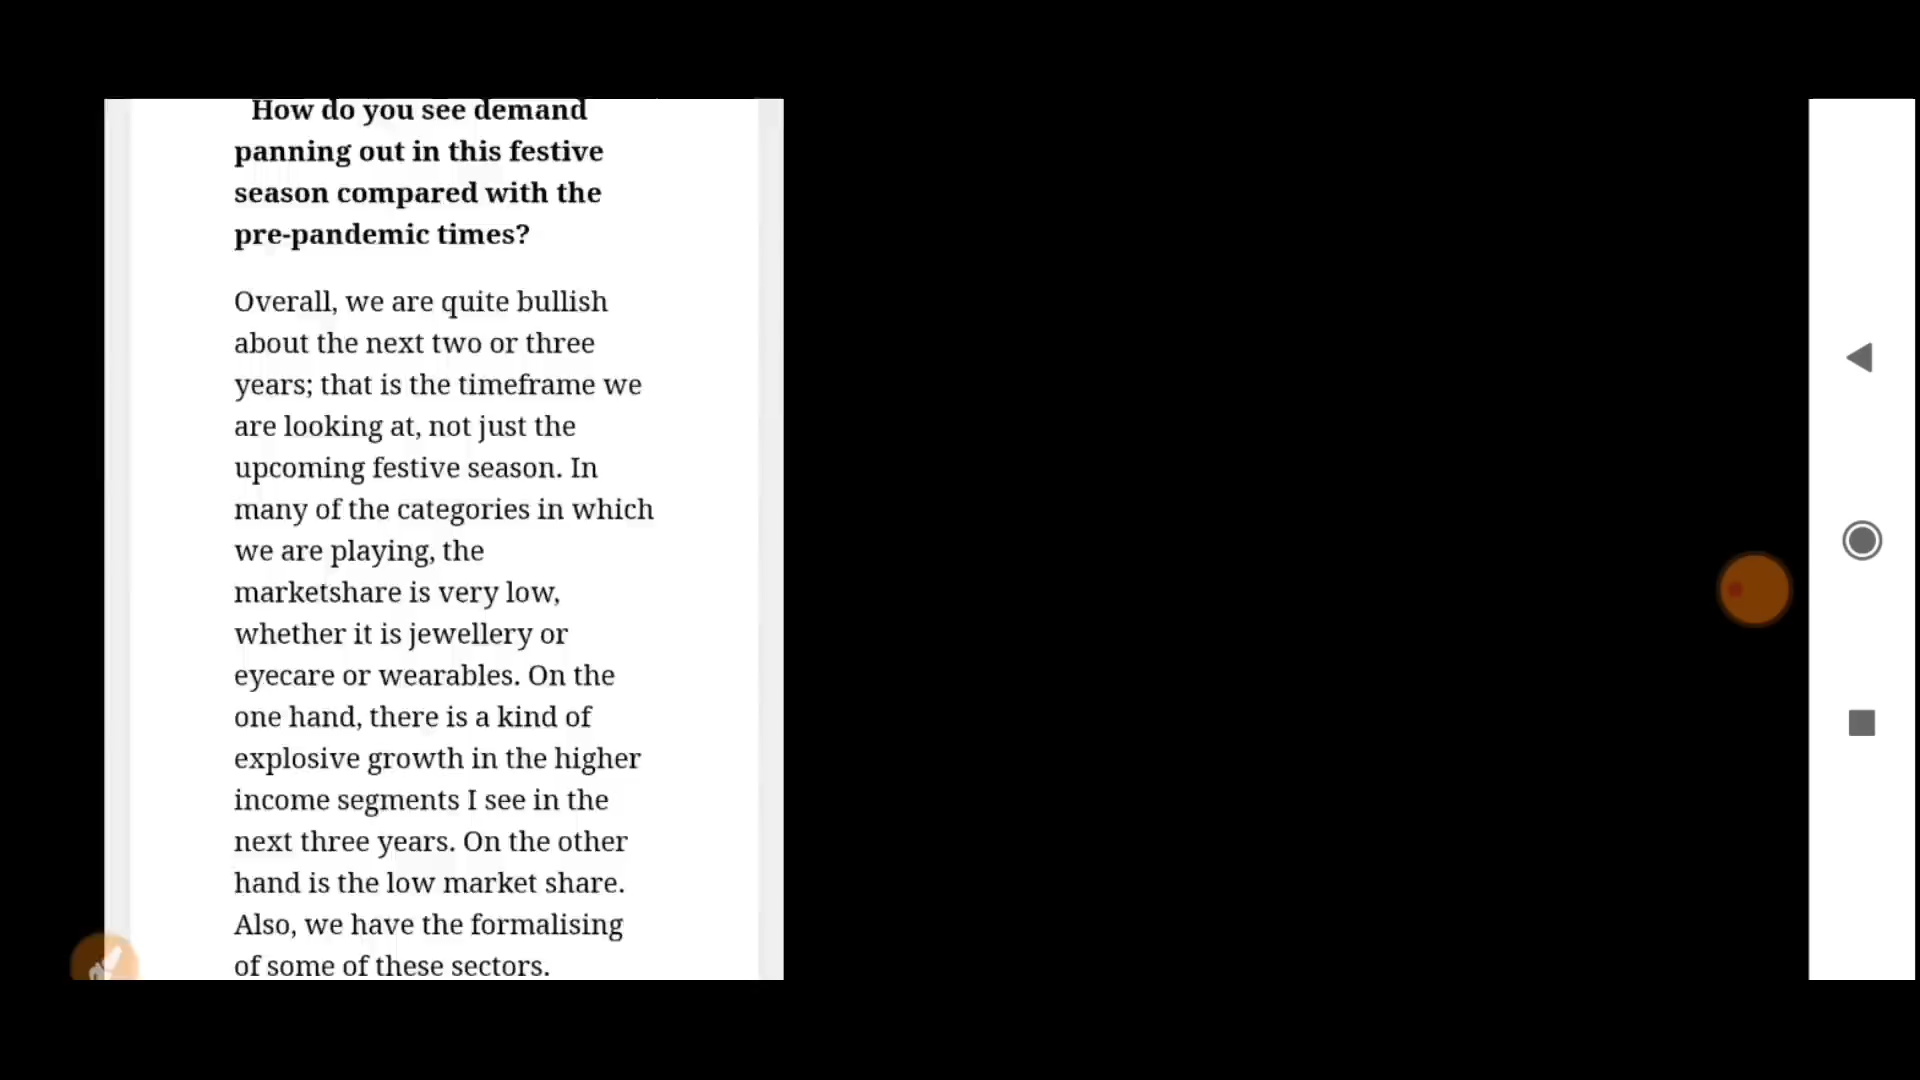 How do you see demand
panning out in this festive
season compared with the
pre-pandemic times?
Overall, we are quite bullish
about the next two or three
years; that is the timeframe we
are looking at, not just the
upcoming festive season. In
many of the categories in which
we are playing, the
marketshare is very low,
whether it is jewellery or
eyecare or wearables. On the
one hand, there is a kind of
explosive growth in the higher
income segments I see in the
next three years. On the other
hand is the low market share.
Also, we have the formalising
of some of these sectors.